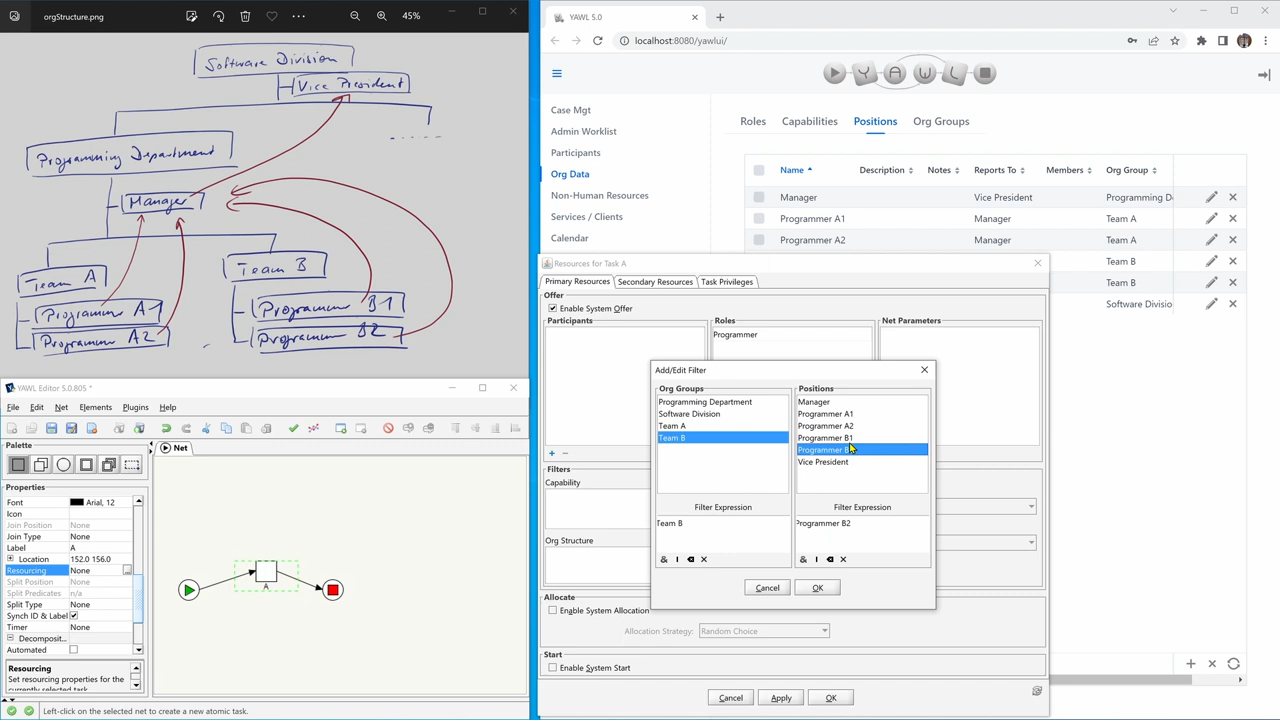 orgStructure.png
45%
Software Division
Vice President
Programming Department
Manager
Team A
Team B
Programmer A1
Programmer A2
Programmer B1
Programmer B2
YAWL 5.0
localhost:8080/yawlui/
Case Mgt
Admin Worklist
Participants
Org Data
Non-Human Resources
Services / Clients
Calendar
Roles Capabilities Positions Org Groups
Name Description Notes Reports To Members Org Group
Manager Vice President Programming D
Programmer A1 Manager Team A
Programmer A2 Manager Team A
Team B
Team B
Software Divisio
YAWL Editor 5.0.805 *
File Edit Net Elements Plugins Help
Palette
Net
Properties
Font Arial, 12
Icon
Join Position None
Join Type None
Label A
Location 152.0 156.0
Resourcing None
Split Position None
Split Predicates n/a
Split Type None
Synch ID & Label
Timer None
Decomposit...
Automated
Resourcing
Set resourcing properties for the
currently selected task.
A
Left-click on the selected net to create a new atomic task.
Resources for Task A
Primary Resources Secondary Resources Task Privileges
Offer
Enable System Offer
Participants Roles Net Parameters
Programmer
Filters
Capability
Org Structure
Allocate
Enable System Allocation
Allocation Strategy: Random Choice
Start
Enable System Start
Cancel Apply OK
Add/Edit Filter
Org Groups Positions
Programming Department
Software Division
Team A
Team B
Manager
Programmer A1
Programmer A2
Programmer B1
Programmer B
Vice President
Filter Expression Filter Expression
Team B Programmer B2
& | &  |
Cancel OK